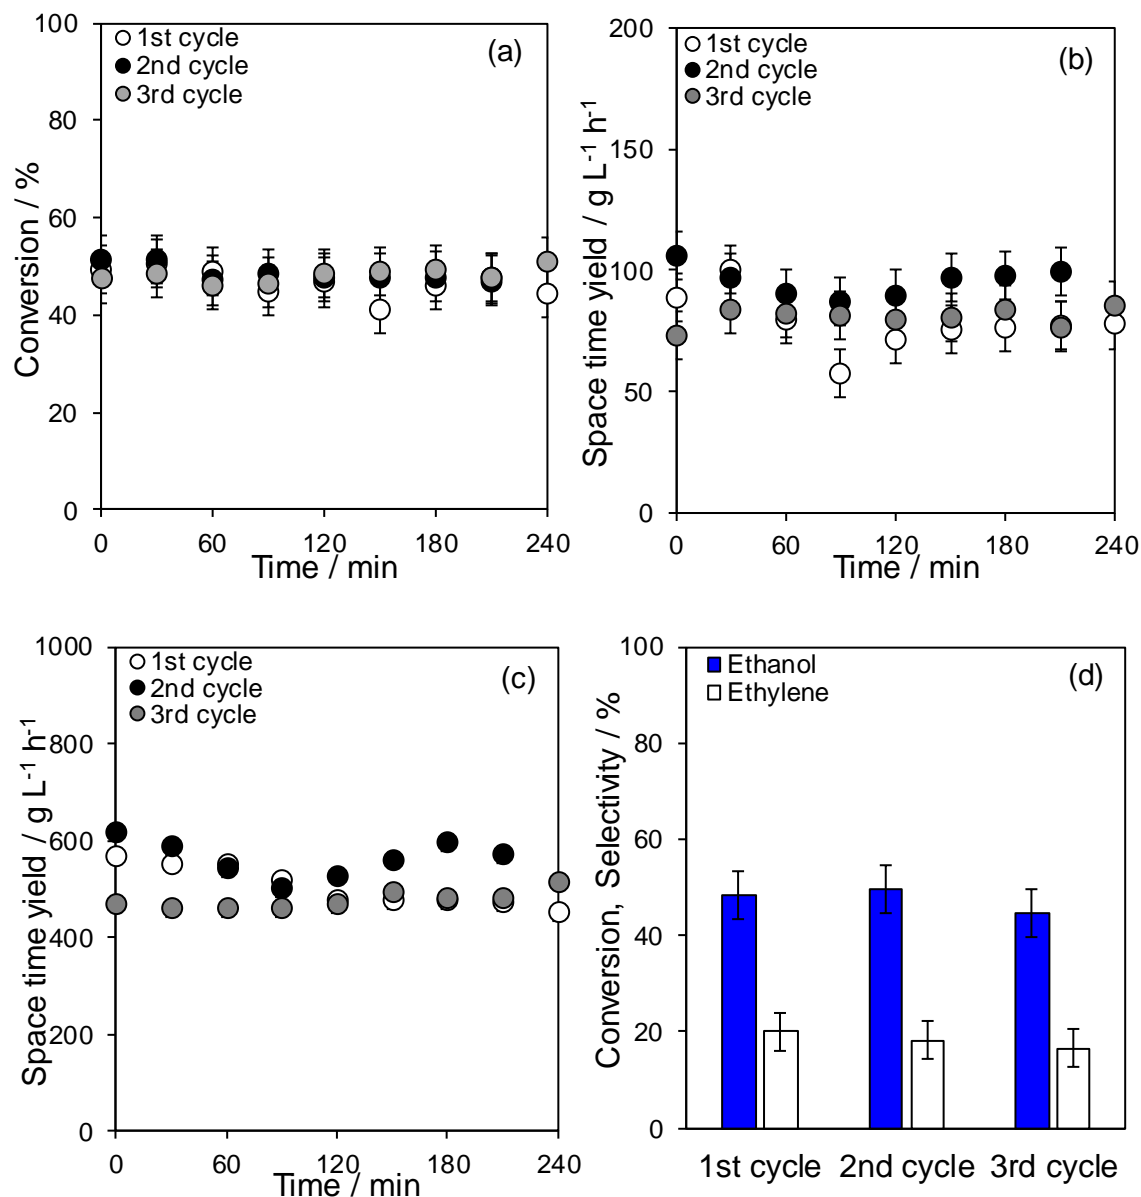 100
80
60
40
20
0
Conversion / %
1st cycle
2nd cycle
3rd cycle
(a)
0 60 120 180 240
Time / min
200
150
100
50
0
Space time yield / g L⁻¹ h⁻¹
1st cycle
2nd cycle
3rd cycle
(b)
0 60 120 180 240
Time / min
1000
800
600
400
200
0
Space time yield / g L⁻¹ h⁻¹
1st cycle
2nd cycle
3rd cycle
(c)
0 60 120 180 240
Time / min
100
80
60
40
20
0
Conversion, Selectivity / %
Ethanol
Ethylene
(d)
1st cycle 2nd cycle 3rd cycle